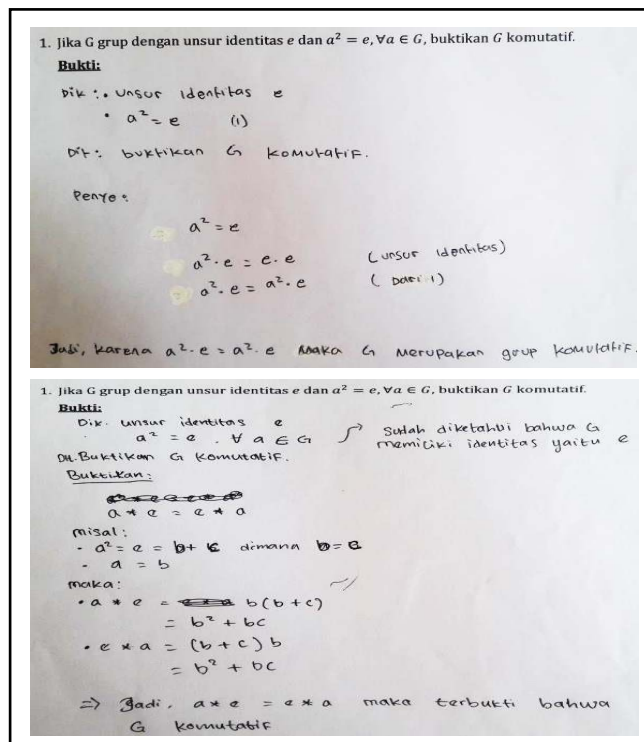 1. Jika G grup dengan unsur identitas e dan a² = e, ∀a ∈ G, buktikan G komutatif.
Bukti:
Dik : • unsur identitas e
• a² = e (1)
Dit : buktikan G komutatif.
Penye :
a² = e
a² · e = e · e (unsur identitas)
a² · e = a² · e (Dari 1)
Jadi, karena a² · e = a² · e maka G merupakan grup komutatif.
1. Jika G grup dengan unsur identitas e dan a² = e, ∀a ∈ G, buktikan G komutatif.
Bukti:
Dik. unsur identitas e
a² = e . ∀ a ∈ G
Sudah diketahui bahwa G
memiliki identitas yaitu e
Dit. Buktikan G komutatif.
Buktikan :
a * e = e * a
misal :
- a² = e = b + c dimana b =
- a = b
maka :
• a * e = b (b + c)
= b² + bc
• e * a = (b + c) b
= b² + bc
=> Jadi, a * e = e * a maka terbukti bahwa
G komutatif